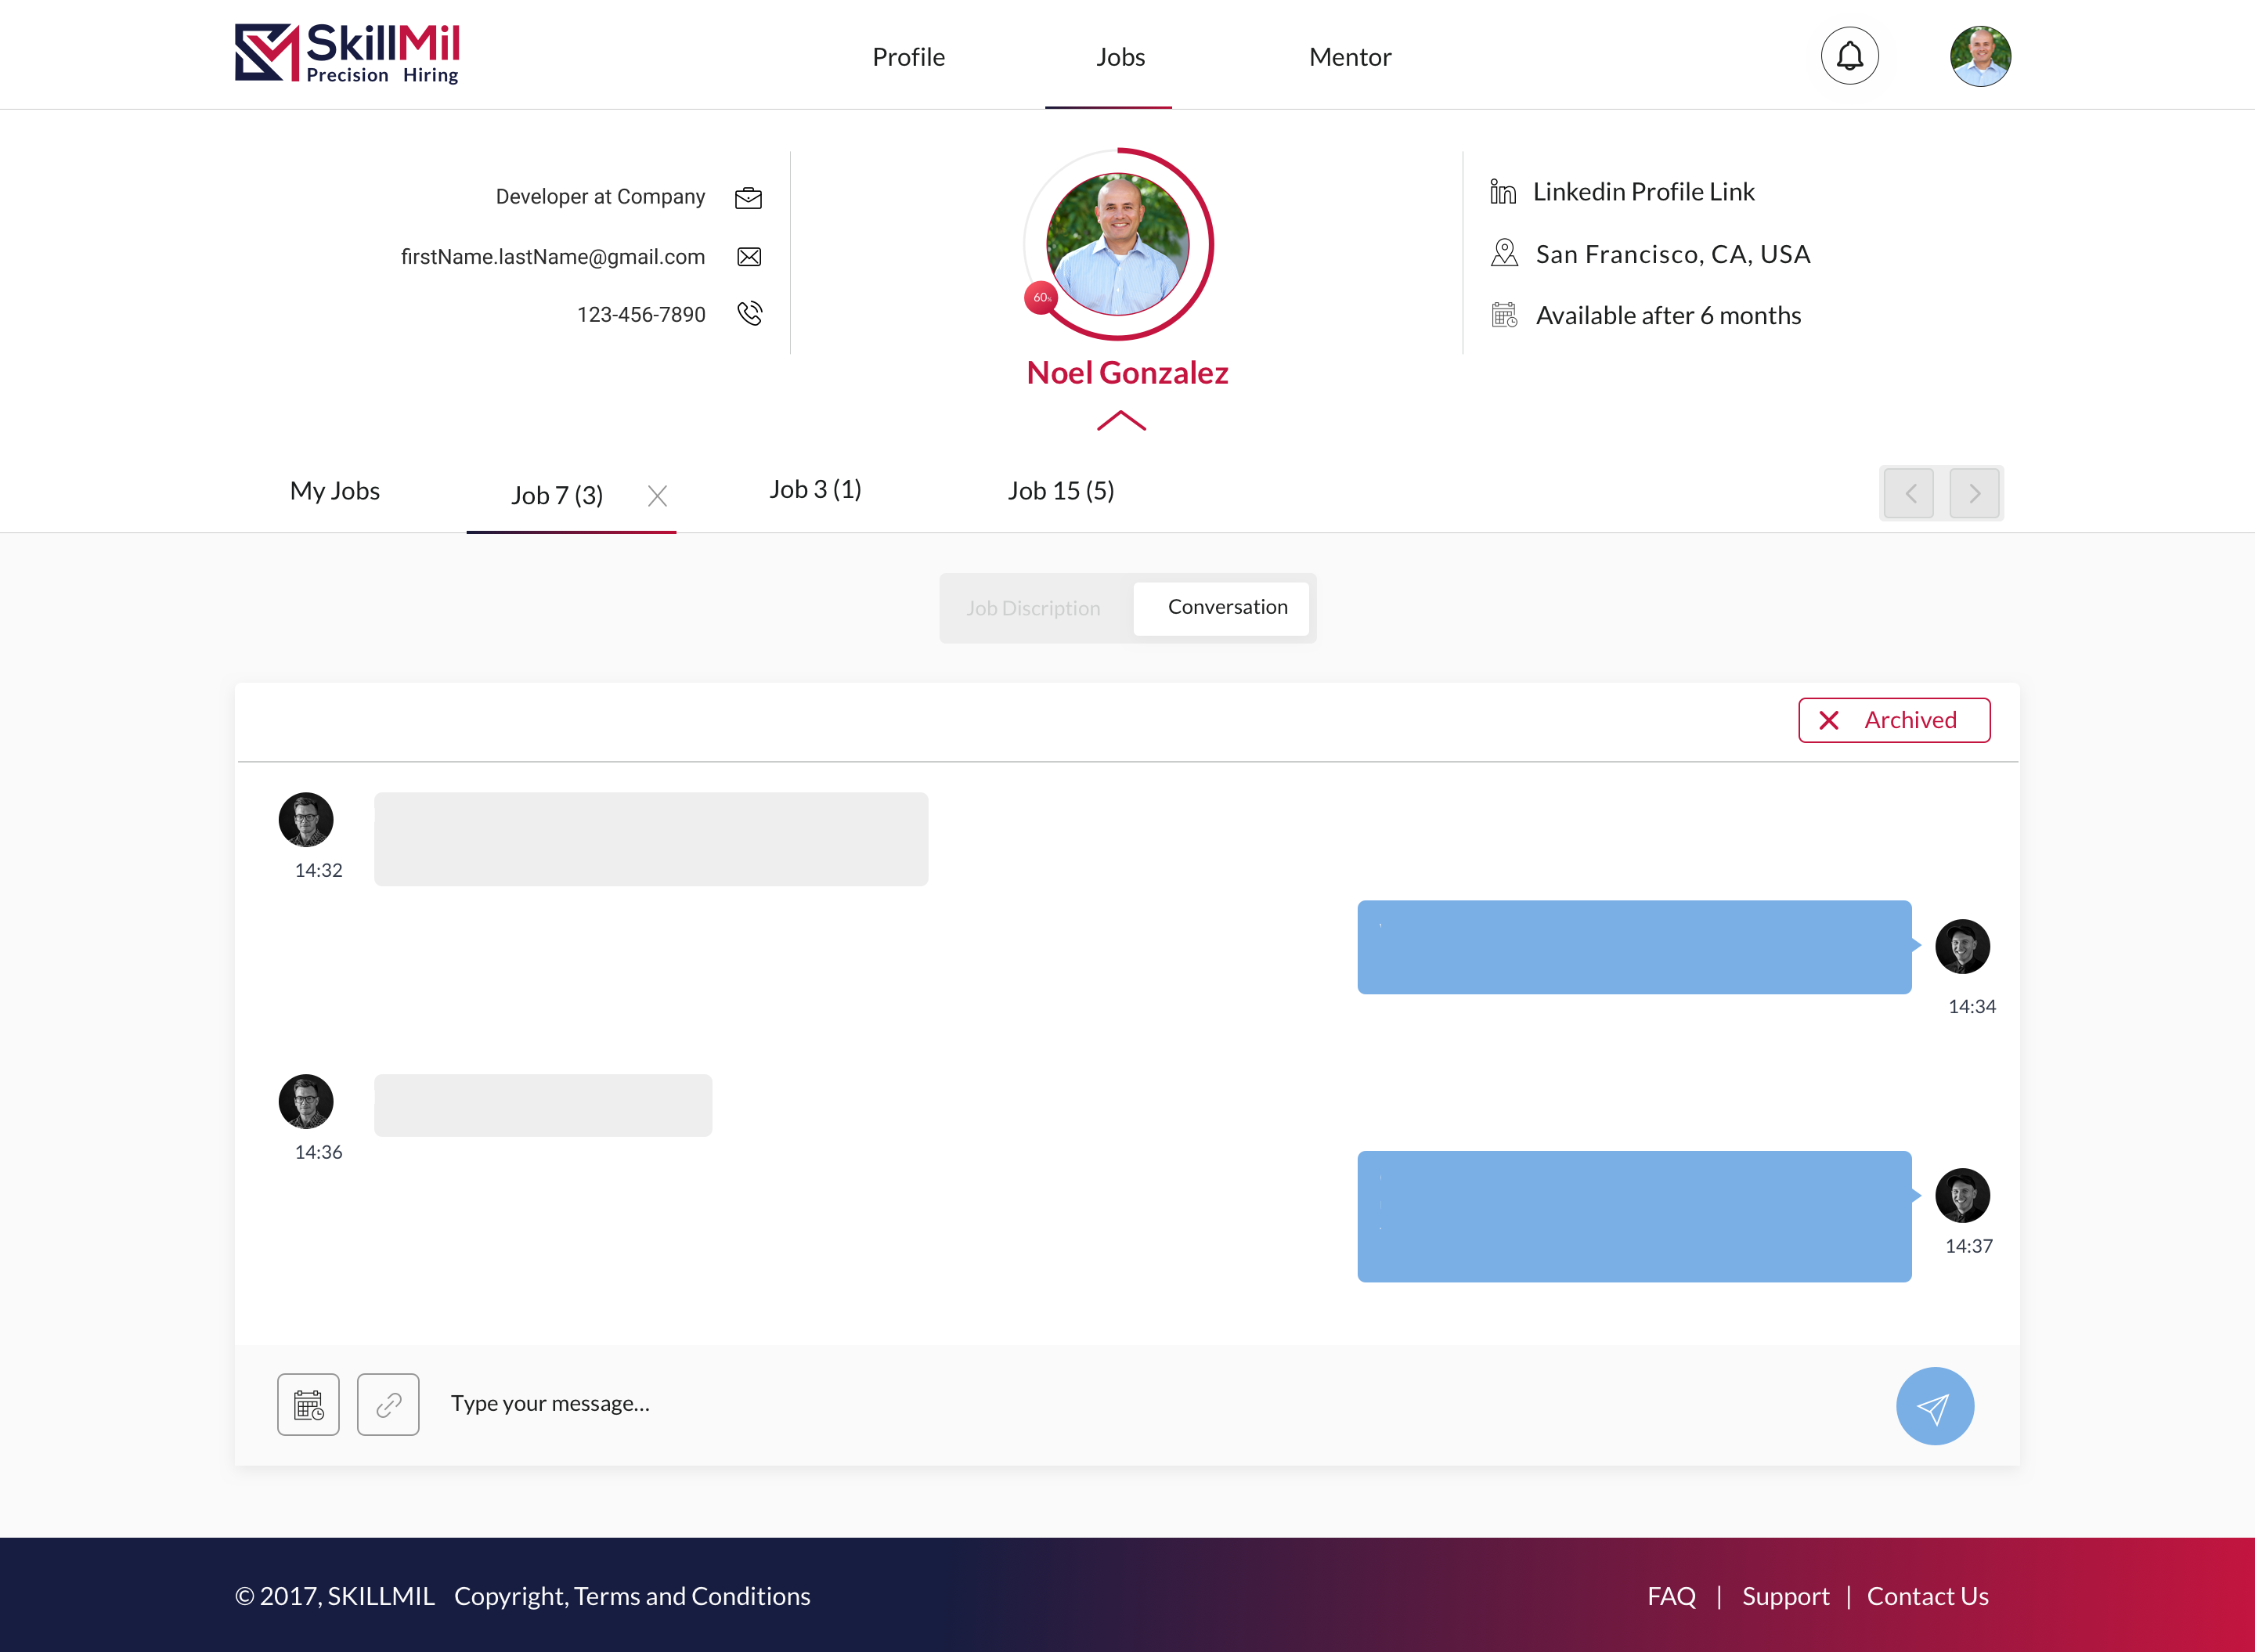 SkillMil
Precision Hiring
Profile
Jobs
Mentor
Developer at Company
firstName.lastName@gmail.com
123-456-7890
60%
Noel Gonzalez
Linkedin Profile Link
San Francisco, CA, USA
Available after 6 months
My Jobs
Job 7 (3)
Job 3 (1)
Job 15 (5)
Job Discription
Conversation
Archived
14:32
14:34
14:36
14:37
Type your message...
© 2017, SKILLMIL Copyright, Terms and Conditions
FAQ | Support | Contact Us